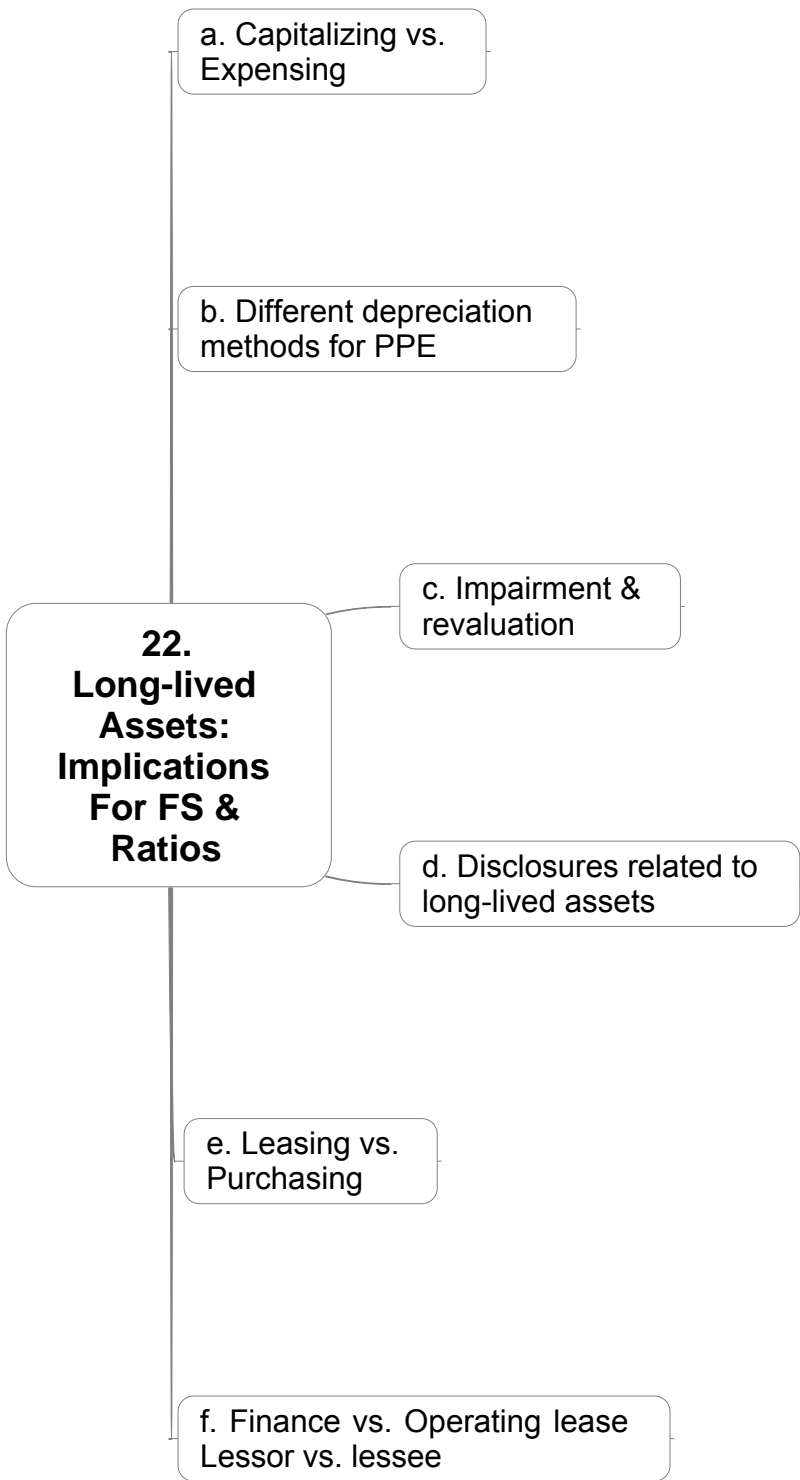 a. Capitalizing vs.
Expensing
b. Different depreciation
methods for PPE
c. Impairment &
revaluation
22.
Long-lived
Assets:
Implications
For FS &
Ratios
d. Disclosures related to
long-lived assets
e. Leasing vs.
Purchasing
f. Finance vs. Operating lease
Lessor vs. lessee